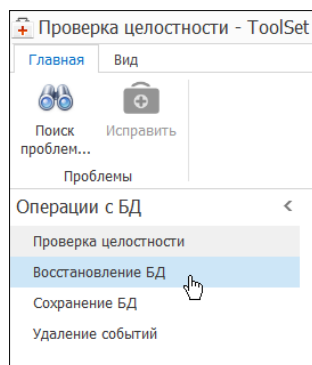 Проверка целостности - ToolSet
Главная Вид
Поиск проблем...
Исправить
Проблемы
Операции с БД
Проверка целостности
Восстановление БД
Сохранение БД
Удаление событий